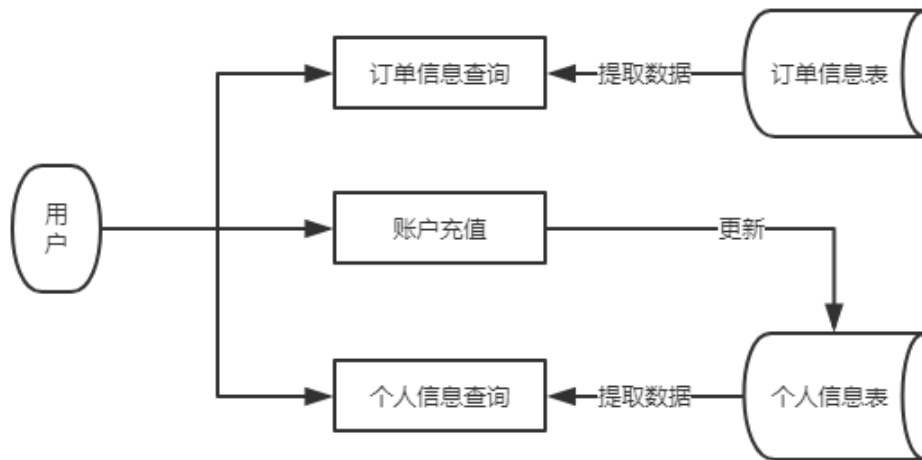 订单信息查询
提取数据
订单信息表
用
户
账户充值
更新
个人信息查询
提取数据
个人信息表